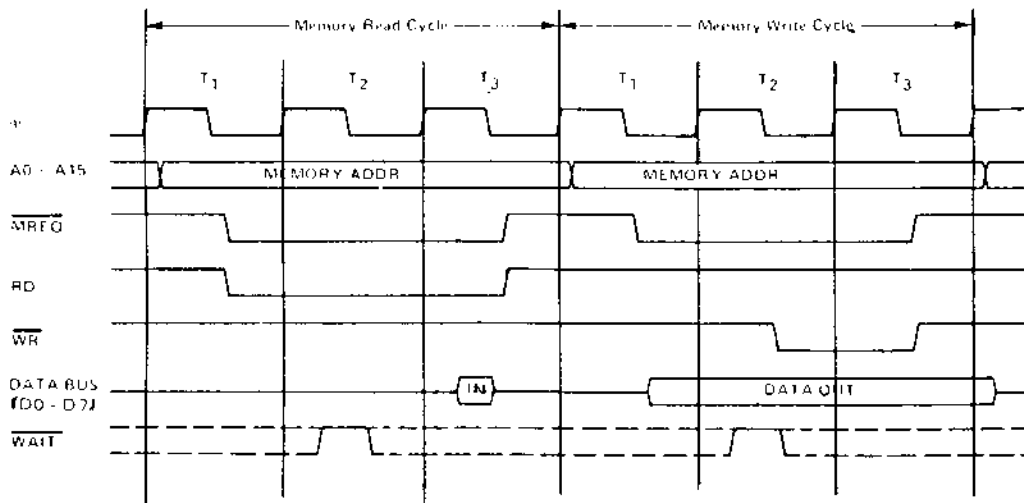 Memory Read Cycle
Memory Write Cycle
T1 T2 T3 T1 T2 T3
A0 - A15
MEMORY ADDR
MEMORY ADDR
MREQ
RD
WR
DATA BUS
(D0 - D7)
IN
DATA OUT
WAIT